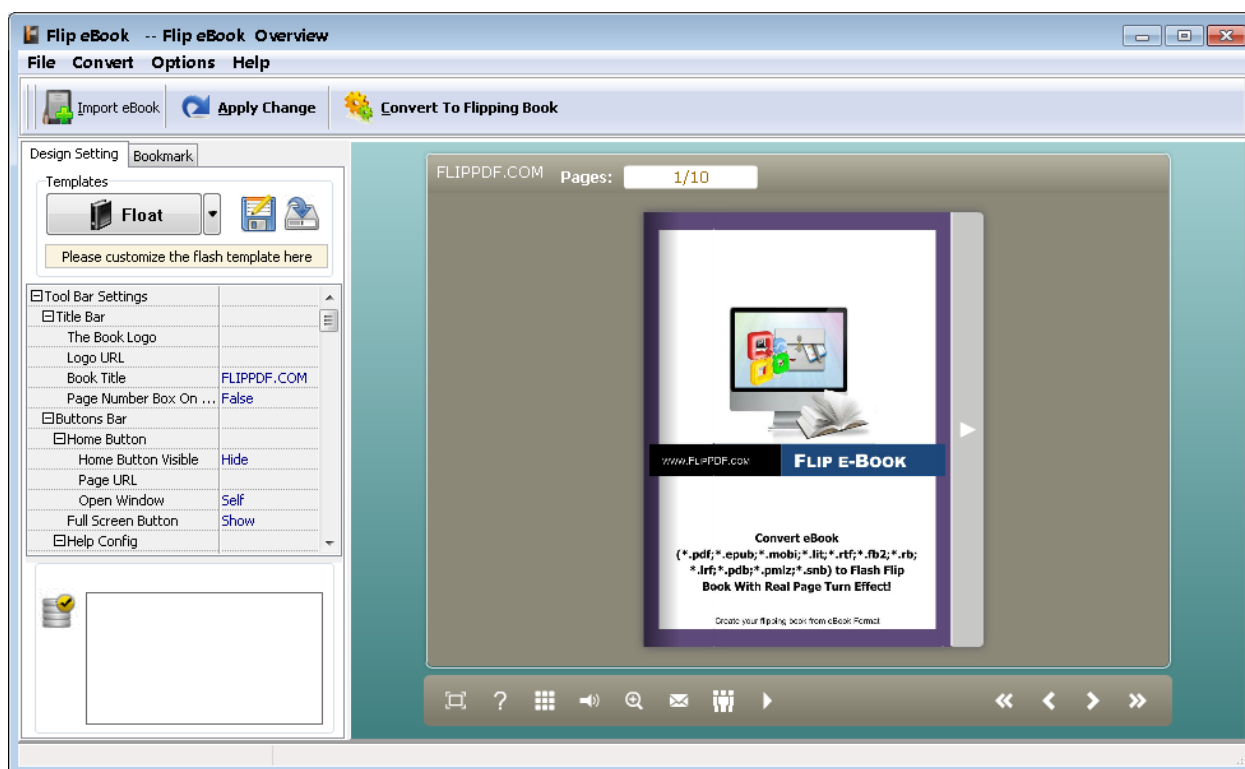 Flip eBook -- Flip eBook Overview
File Convert Options Help
Import eBook Apply Change Convert To Flipping Book
Design Setting Bookmark
Templates
Float
Please customize the flash template here
Tool Bar Settings
Title Bar
The Book Logo
Logo URL
Book Title FLIPPDF.COM
Page Number Box On ... False
Buttons Bar
Home Button
Home Button Visible Hide
Page URL
Open Window Self
Full Screen Button Show
Help Config
FLIPPDF.COM Pages: 1/10
www.FlipPDF.com FLIP E-BOOK
Convert eBook
(*.pdf;*.epub;*.mobi;*.lit;*.rtf;*.fb2;*.rb;
*.lrf;*.pdb;*.pmlz;*.snb) to Flash Flip
Book With Real Page Turn Effect!
Create your flipping book from eBook Format